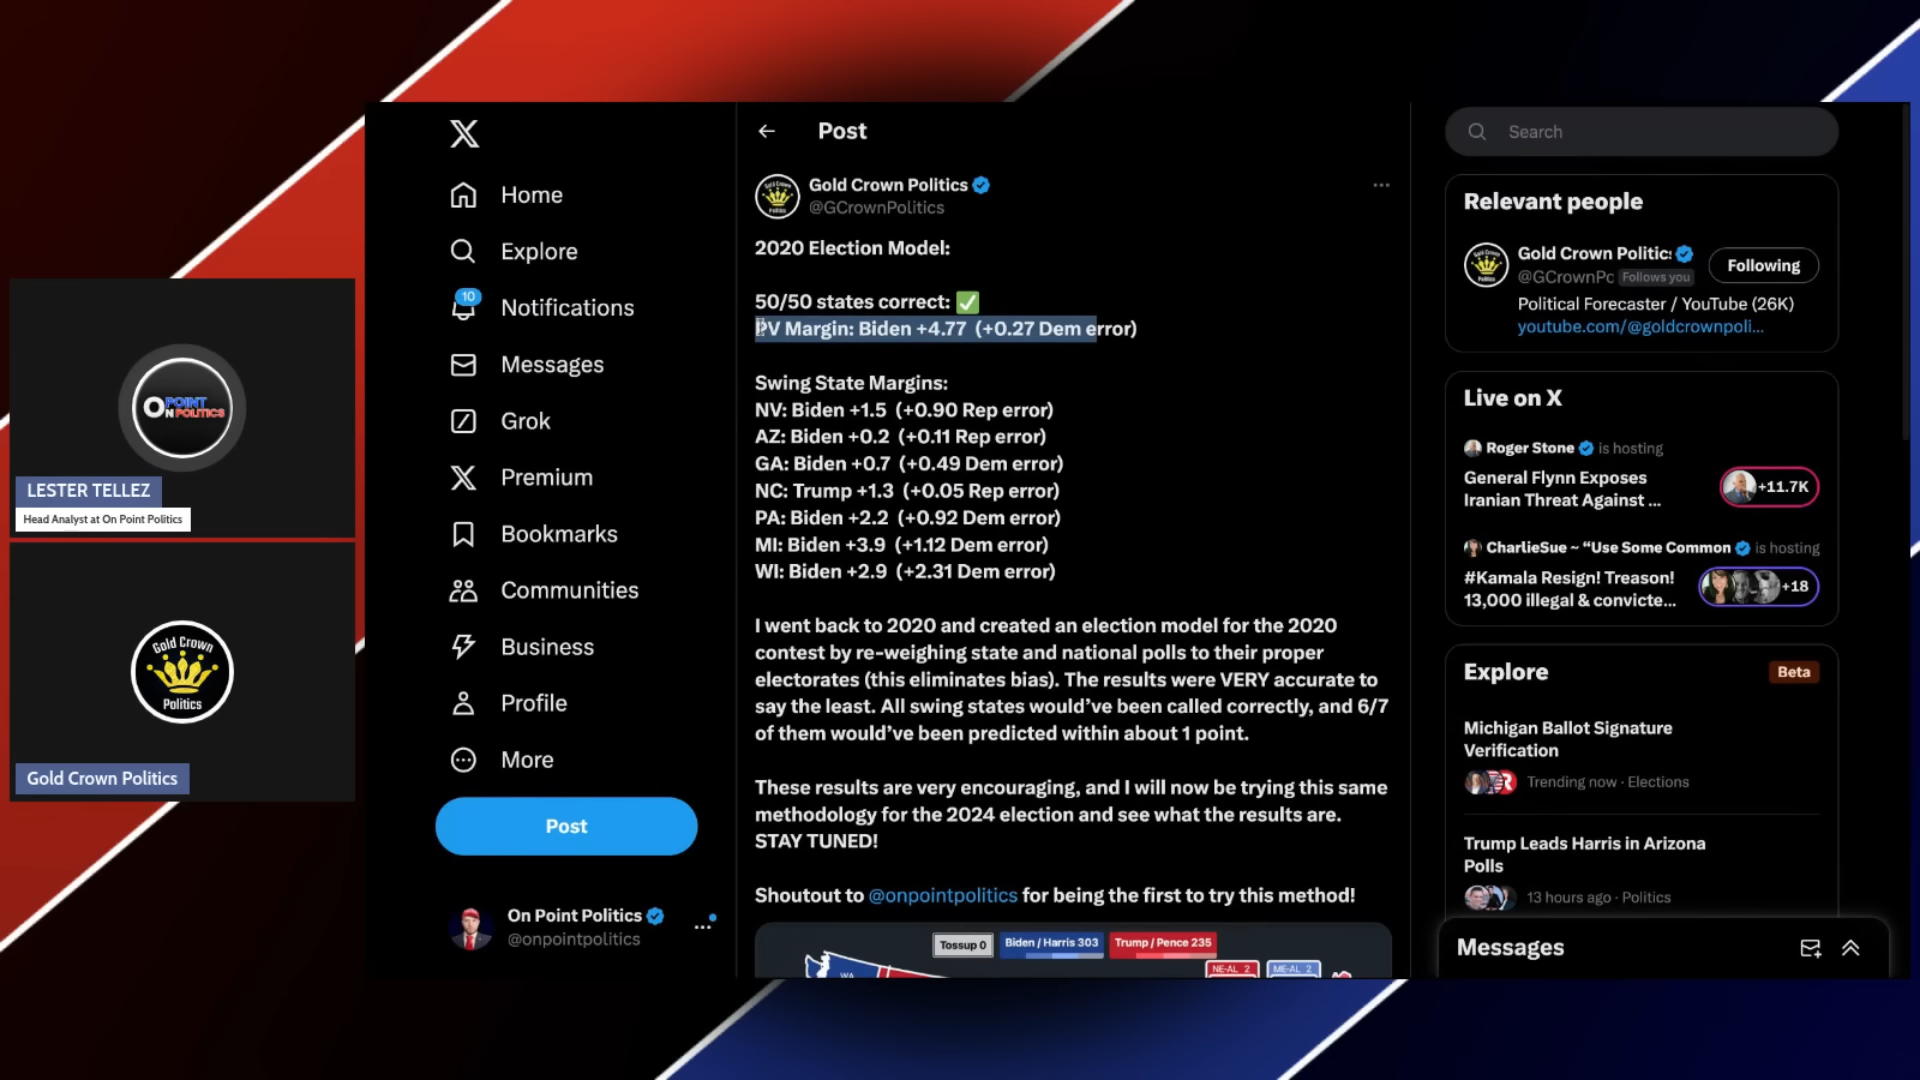 O POINT
N POLITICS
LESTER TELLEZ
Head Analyst at On Point Politics
Gold Crown
Politics
Gold Crown Politics
Home
Explore
10
Notifications
Messages
Grok
Premium
Bookmarks
Communities
Business
Profile
More
Post
On Point Politics
@onpointpolitics
Post
Gold Crown Politics
@GCrownPolitics
2020 Election Model:
50/50 states correct: ✅
PV Margin: Biden +4.77 (+0.27 Dem error)
Swing State Margins:
NV: Biden +1.5 (+0.90 Rep error)
AZ: Biden +0.2 (+0.11 Rep error)
GA: Biden +0.7 (+0.49 Dem error)
NC: Trump +1.3 (+0.05 Rep error)
PA: Biden +2.2 (+0.92 Dem error)
MI: Biden +3.9 (+1.12 Dem error)
WI: Biden +2.9 (+2.31 Dem error)
I went back to 2020 and created an election model for the 2020
contest by re-weighing state and national polls to their proper
electorates (this eliminates bias). The results were VERY accurate to
say the least. All swing states would've been called correctly, and 6/7
of them would've been predicted within about 1 point.
These results are very encouraging, and I will now be trying this same
methodology for the 2024 election and see what the results are.
STAY TUNED!
Shoutout to @onpointpolitics for being the first to try this method!
Tossup 0
Biden / Harris 303
Trump / Pence 235
WA
NE-AL 2
ME-AL 2
Search
Relevant people
Gold Crown Politic:
@GCrownPc Follows you
Following
Political Forecaster / YouTube (26K)
youtube.com/@goldcrownpoli...
Live on X
Roger Stone is hosting
General Flynn Exposes
Iranian Threat Against ...
+11.7K
CharlieSue ~ “Use Some Common is hosting
#Kamala Resign! Treason!
13,000 illegal & convicte...
+18
Explore
Beta
Michigan Ballot Signature
Verification
Trending now · Elections
Trump Leads Harris in Arizona
Polls
13 hours ago · Politics
Messages